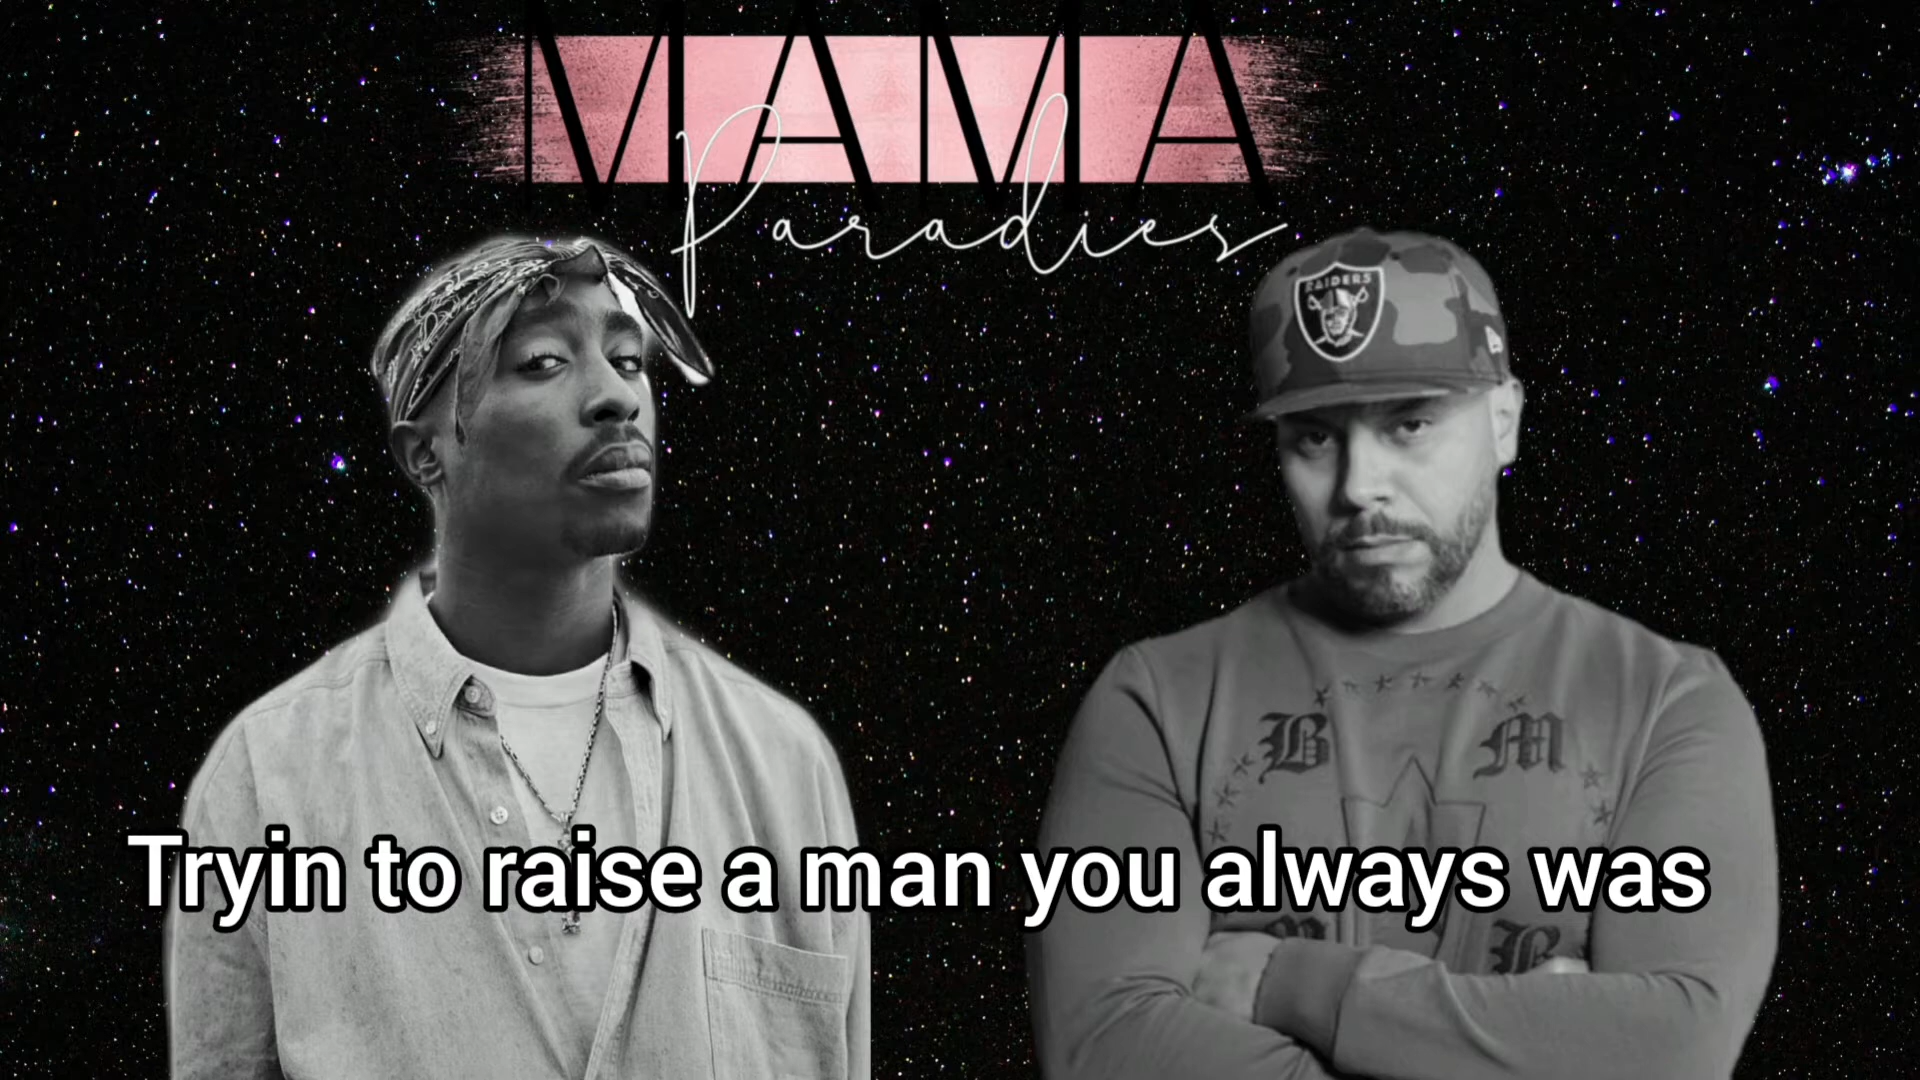 MAMA
Paradies
RAIDERS
B M
Tryin to raise a man you always was
B